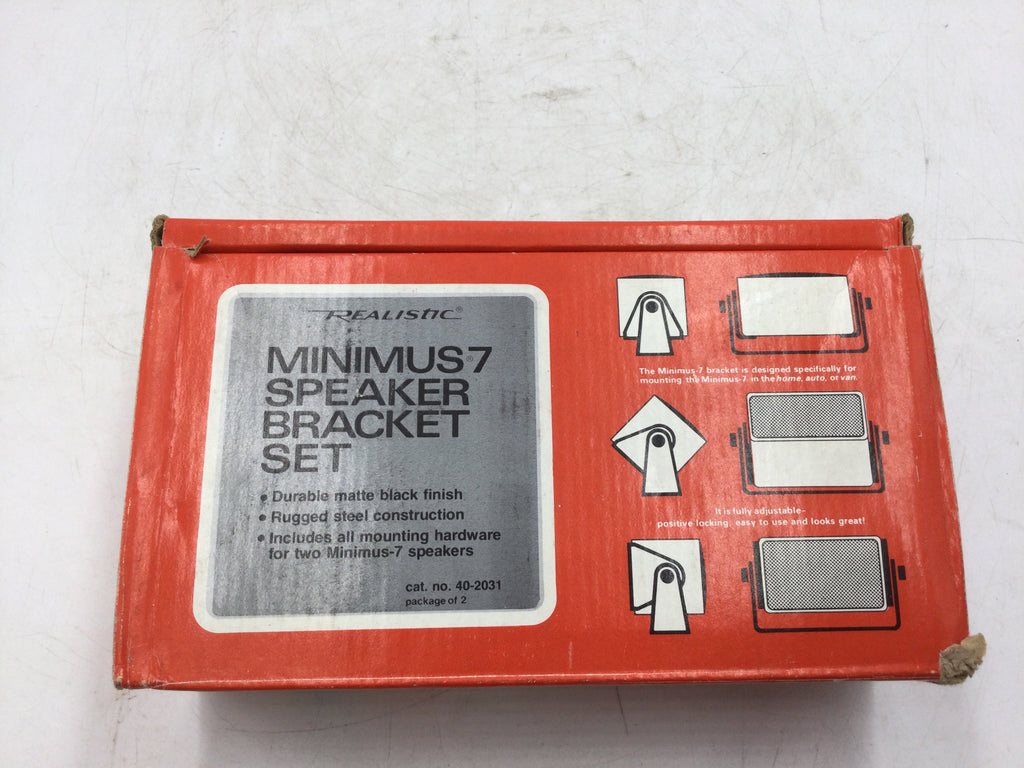 REALISTIC®
MINIMUS®7
SPEAKER
BRACKET
SET
• Durable matte black finish
• Rugged steel construction
• Includes all mounting hardware
for two Minimus-7 speakers
cat. no. 40-2031
package of 2
The Minimus-7 bracket is designed specifically for
mounting the Minimus-7 in the home, auto, or van.
It is fully adjustable–
positive locking, easy to use and looks great!